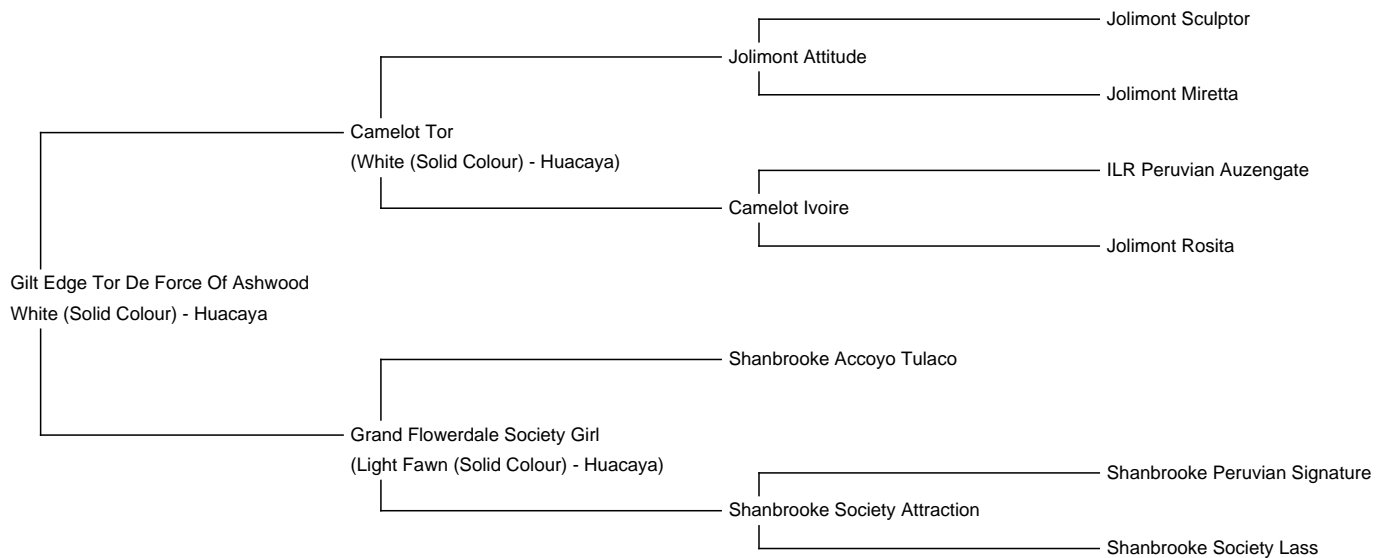 Jolimont Sculptor
Jolimont Attitude
Jolimont Miretta
Camelot Tor
(White (Solid Colour) - Huacaya)
ILR Peruvian Auzengate
Camelot Ivoire
Jolimont Rosita
Gilt Edge Tor De Force Of Ashwood
White (Solid Colour) - Huacaya
Shanbrooke Accoyo Tulaco
Grand Flowerdale Society Girl
(Light Fawn (Solid Colour) - Huacaya)
Shanbrooke Peruvian Signature
Shanbrooke Society Attraction
Shanbrooke Society Lass